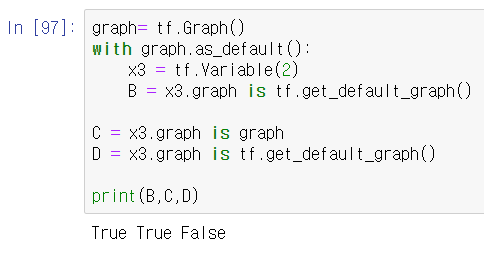 In [97]: graph= tf.Graph()
with graph.as_default():
    x3 = tf.Variable(2)
    B = x3.graph is tf.get_default_graph()

C = x3.graph is graph
D = x3.graph is tf.get_default_graph()

print(B,C,D)
True True False